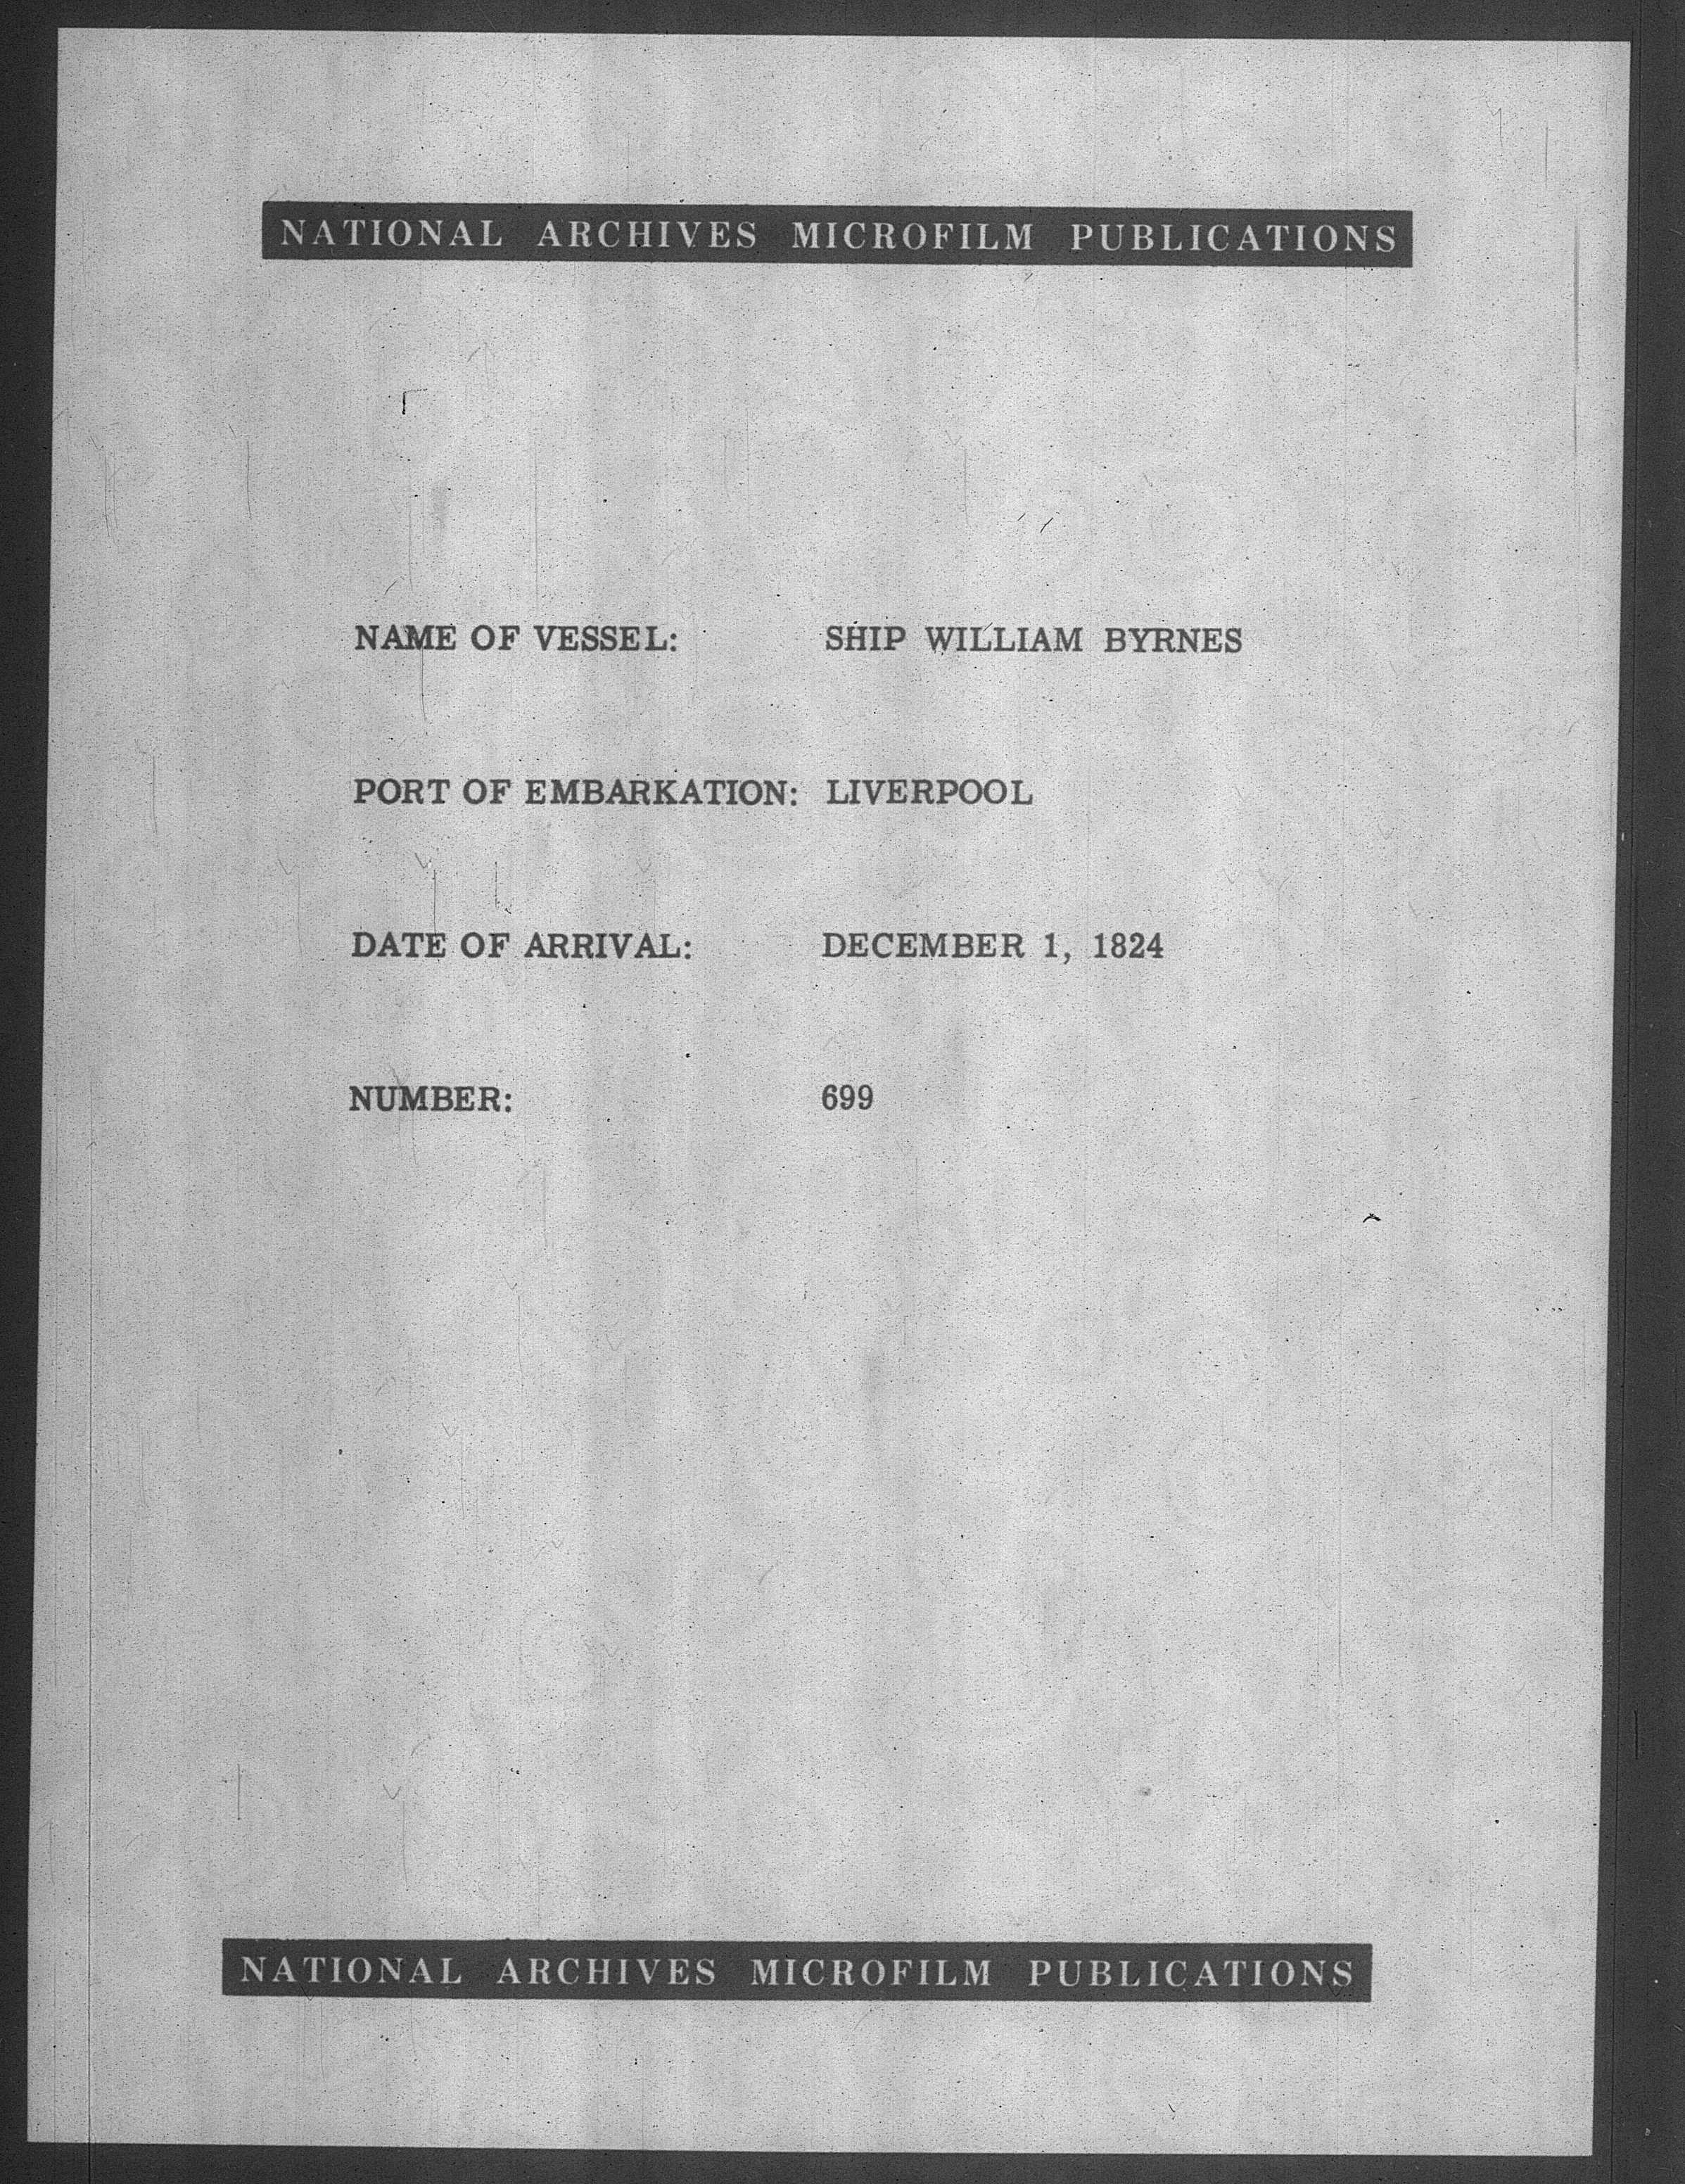 NATIONAL ARCHIVES MICROFILM PUBLICATIONS
NAME OF VESSEL: SHIP WILLIAM BYRNES
PORT OF EMBARKATION: LIVERPOOL
DATE OF ARRIVAL: DECEMBER 1, 1824
NUMBER: 699
NATIONAL ARCHIVES MICROFILM PUBLICATIONS